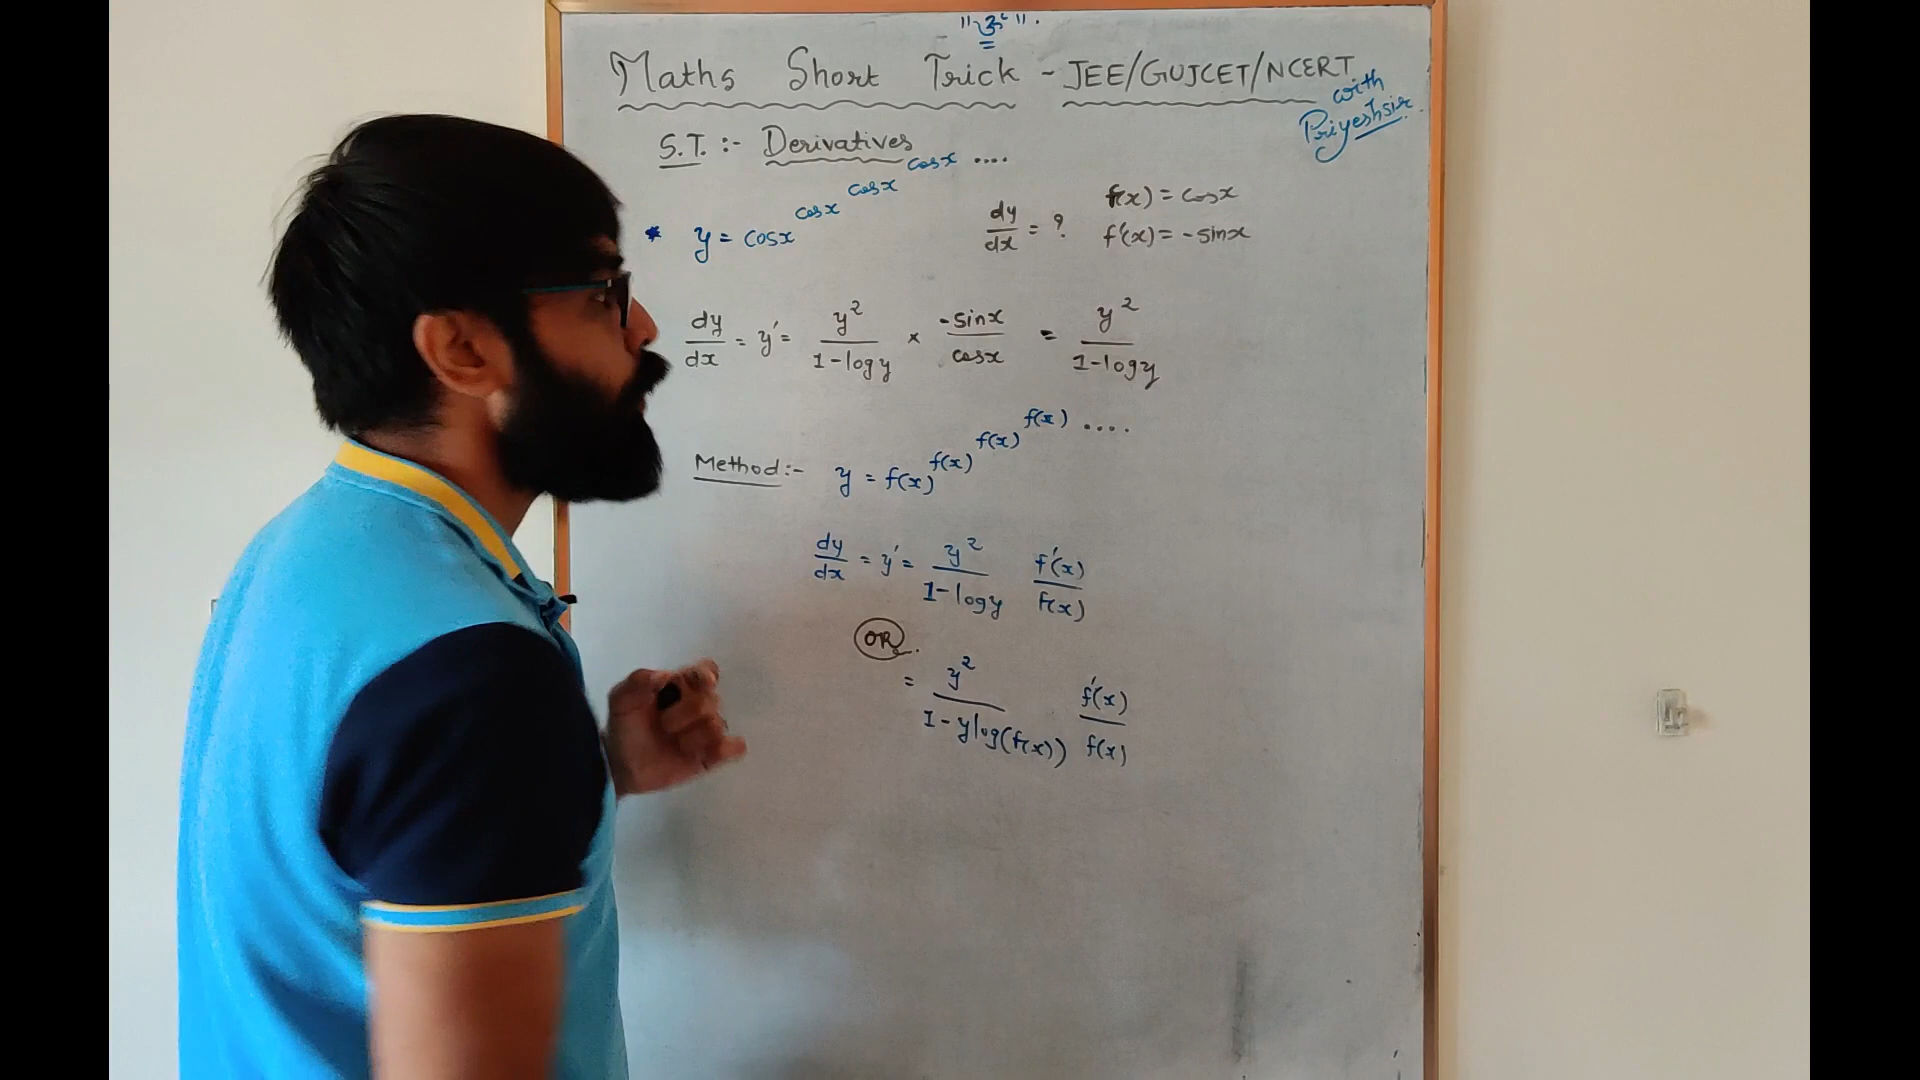 "ૐ".
Maths Short Trick - JEE/GUJCET/NCERT
with
Priyeshsir.
S.T. :- Derivatives
* y = cosx^cosx^cosx^cosx.... dy/dx = ? f(x) = cosx
f'(x) = -sinx
dy/dx = y' = y²/1-logy × -sinx/cosx = y²/1-logy
Method :- y = f(x)^f(x)^f(x)^f(x)....
dy/dx = y' = y²/1-logy f'(x)/f(x)
OR.
= y²/1-ylog(f(x)) f'(x)/f(x)